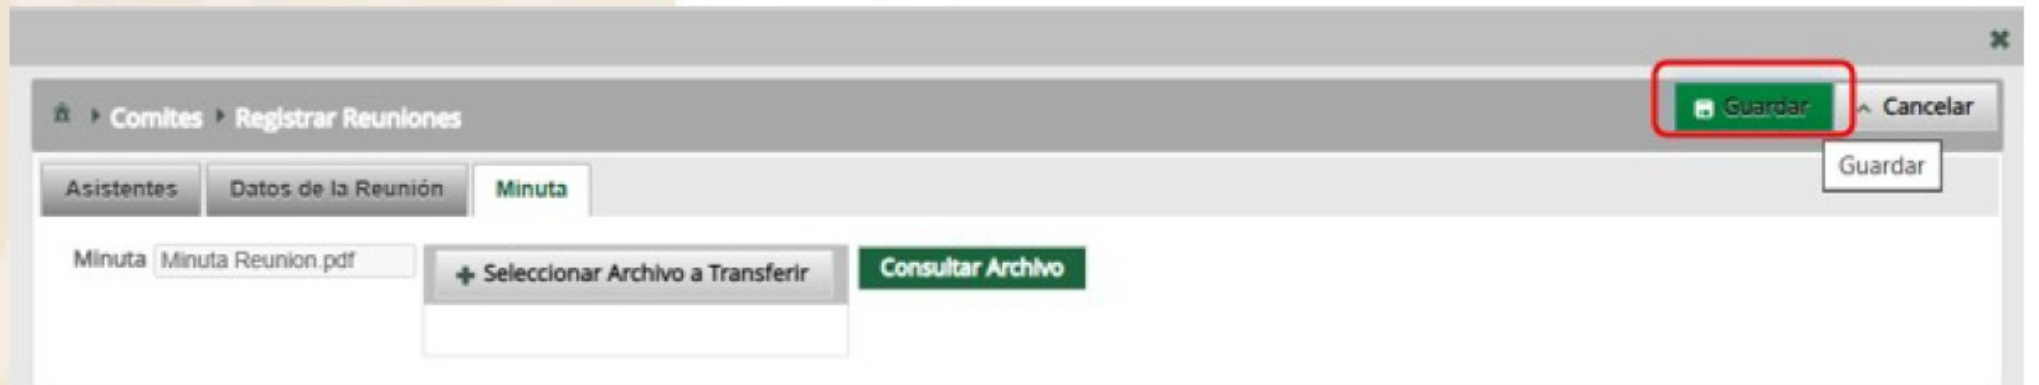 Comites Registrar Reuniones
Guardar Cancelar
Guardar
Asistentes Datos de la Reunión Minuta
Minuta Minuta Reunion.pdf + Seleccionar Archivo a Transferir Consultar Archivo